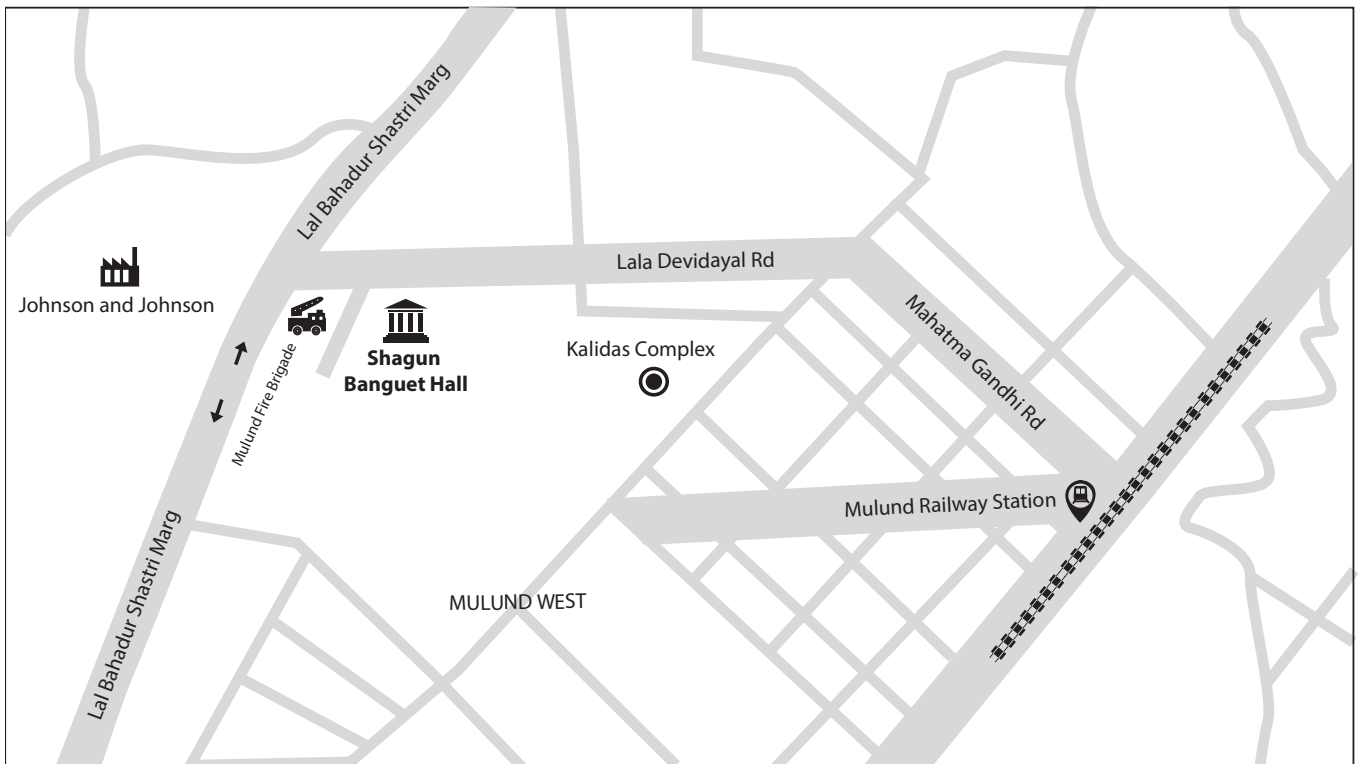 Lal Bahadur Shastri Marg
Lala Devidayal Rd
Johnson and Johnson
Mulund Fire Brigade
Shagun
Banguet Hall
Kalidas Complex
Mahatma Gandhi Rd
Mulund Railway Station
Lal Bahadur Shastri Marg
MULUND WEST